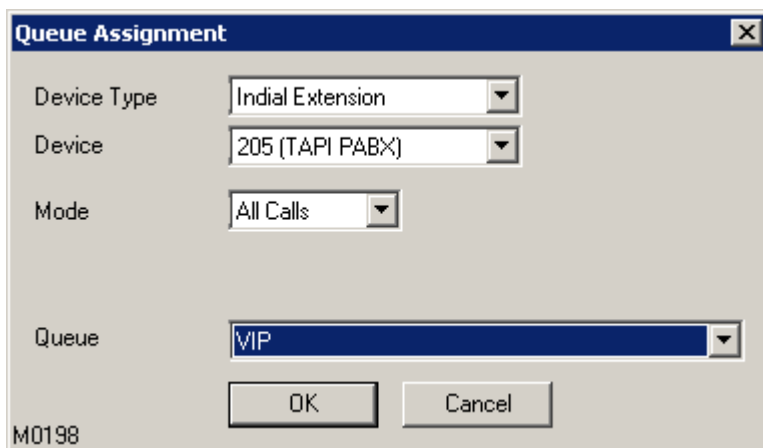 Queue Assignment
Device Type Indial Extension
Device 205 (TAPI PABX)
Mode All Calls
Queue VIP
OK Cancel
M0198